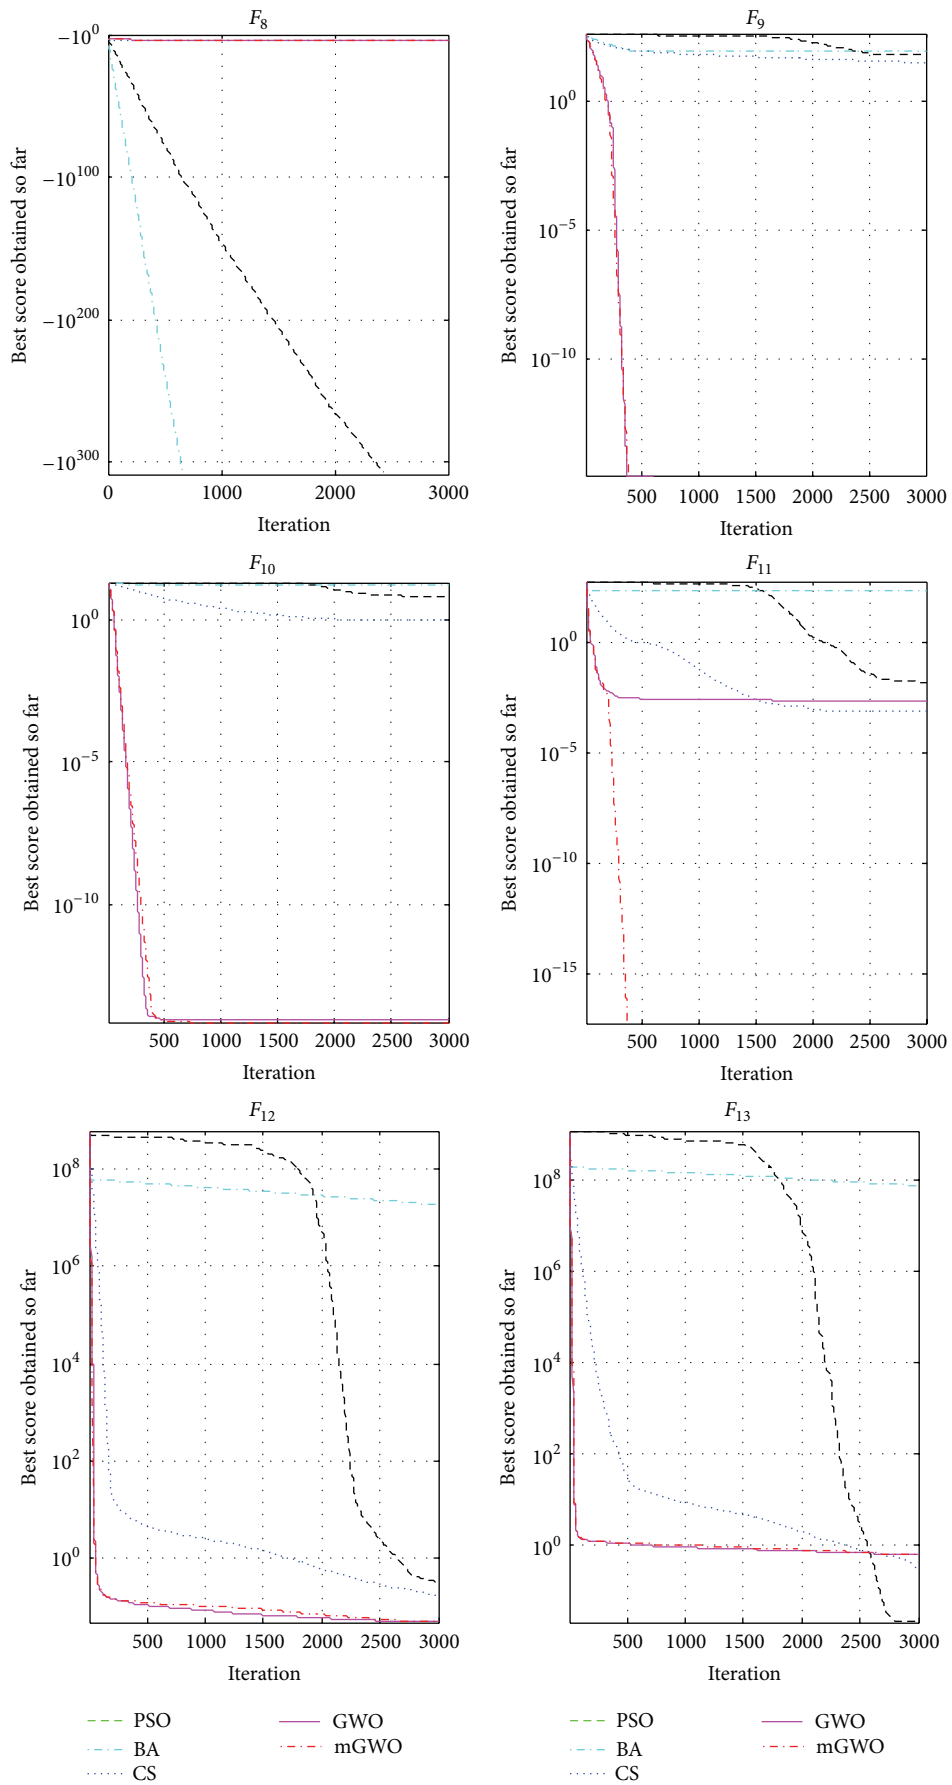 F8
−10^0
−10^100
−10^200
−10^300
Best score obtained so far
0 1000 2000 3000
Iteration
F9
10^0
10^−5
10^−10
Best score obtained so far
500 1000 1500 2000 2500 3000
Iteration
F10
10^0
10^−5
10^−10
Best score obtained so far
500 1000 1500 2000 2500 3000
Iteration
F11
10^0
10^−5
10^−10
10^−15
Best score obtained so far
500 1000 1500 2000 2500 3000
Iteration
F12
10^8
10^6
10^4
10^2
10^0
Best score obtained so far
500 1000 1500 2000 2500 3000
Iteration
F13
10^8
10^6
10^4
10^2
10^0
Best score obtained so far
500 1000 1500 2000 2500 3000
Iteration
PSO
BA
CS
GWO
mGWO
PSO
BA
CS
GWO
mGWO